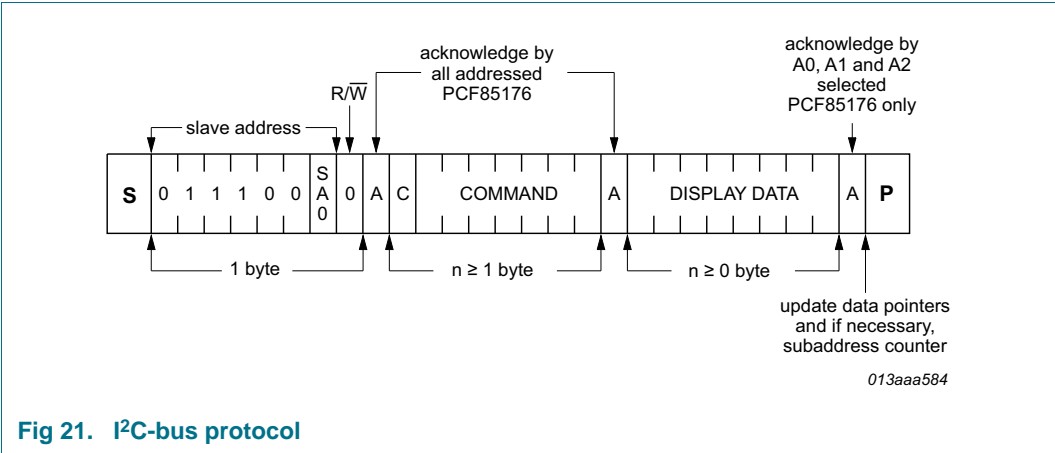 acknowledge by
all addressed
PCF85176
acknowledge by
A0, A1 and A2
selected
PCF85176 only
R/W̅
slave address
S 0 1 1 1 0 0 SA0 0 A C COMMAND A DISPLAY DATA A P
1 byte
n ≥ 1 byte
n ≥ 0 byte
update data pointers
and if necessary,
subaddress counter
013aaa584
Fig 21. I²C-bus protocol